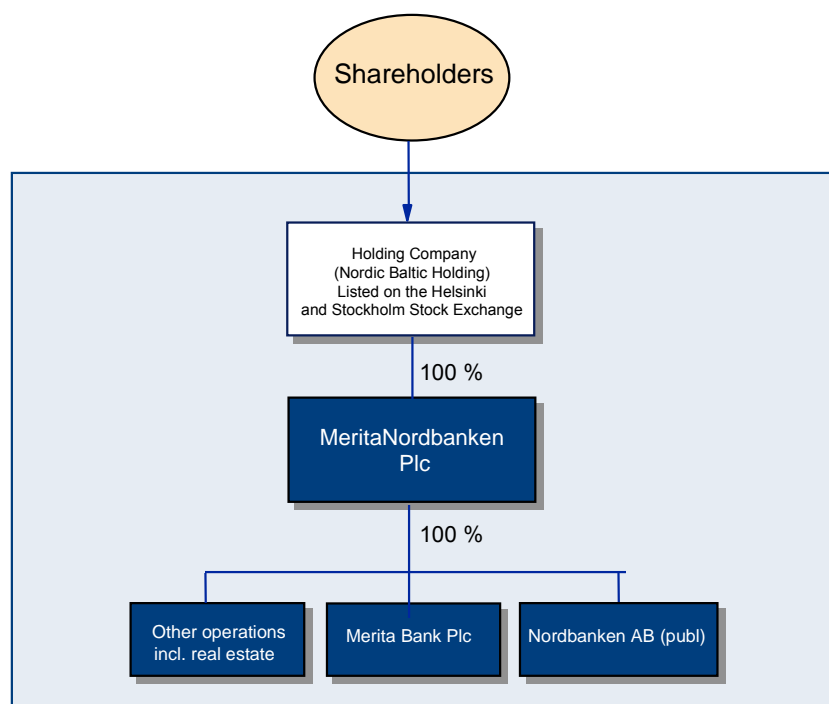 Shareholders
Holding Company
(Nordic Baltic Holding)
Listed on the Helsinki
and Stockholm Stock Exchange
100 %
MeritaNordbanken
Plc
100 %
Other operations
incl. real estate
Merita Bank Plc
Nordbanken AB (publ)